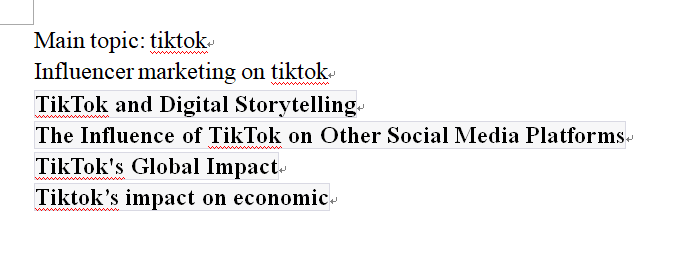 Main topic: tiktok
Influencer marketing on tiktok
TikTok and Digital Storytelling
The Influence of TikTok on Other Social Media Platforms
TikTok's Global Impact
Tiktok’s impact on economic